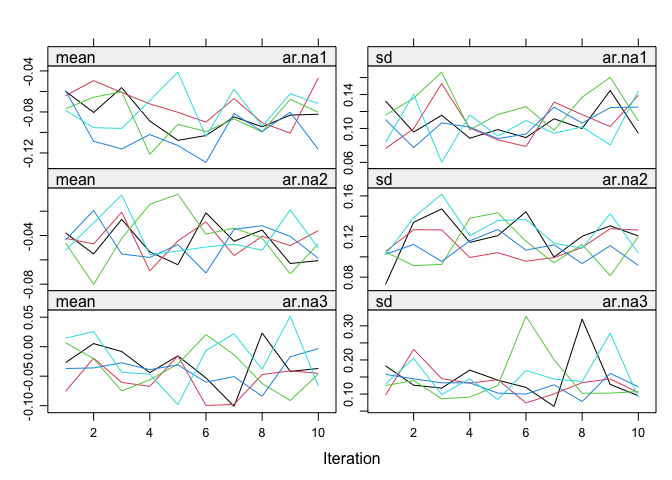 mean ar.na1 sd ar.na1
-0.12 -0.08 -0.04
0.06 0.10 0.14
mean ar.na2 sd ar.na2
-0.08 -0.04
0.08 0.12 0.16
mean ar.na3 sd ar.na3
-0.10 -0.05 0.00 0.05
0.10 0.20 0.30
2 4 6 8 10 2 4 6 8 10
Iteration